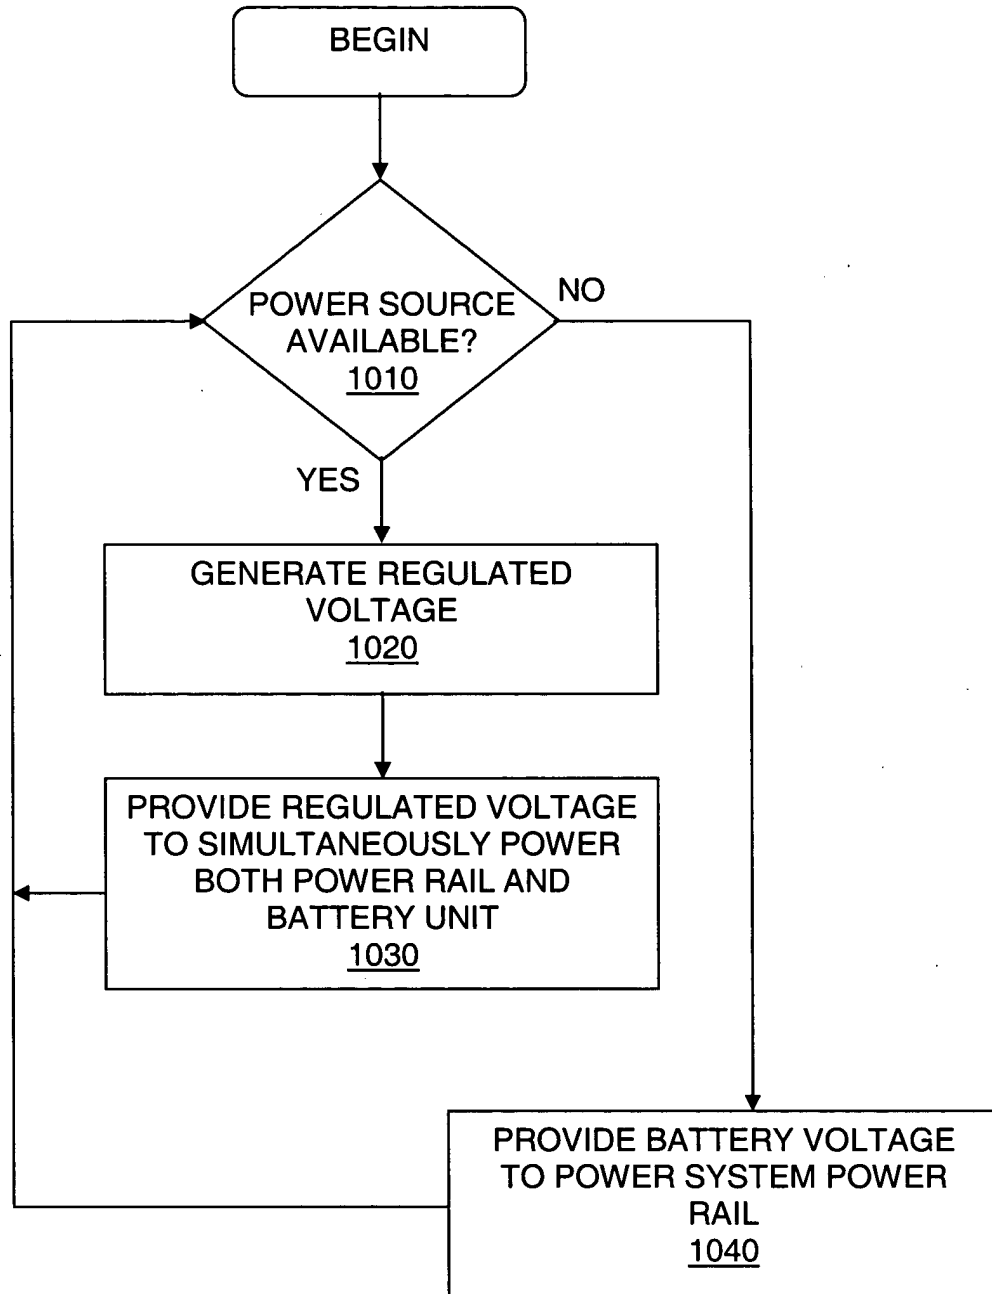 BEGIN
POWER SOURCE
AVAILABLE?
1010
NO
YES
GENERATE REGULATED
VOLTAGE
1020
PROVIDE REGULATED VOLTAGE
TO SIMULTANEOUSLY POWER
BOTH POWER RAIL AND
BATTERY UNIT
1030
PROVIDE BATTERY VOLTAGE
TO POWER SYSTEM POWER
RAIL
1040